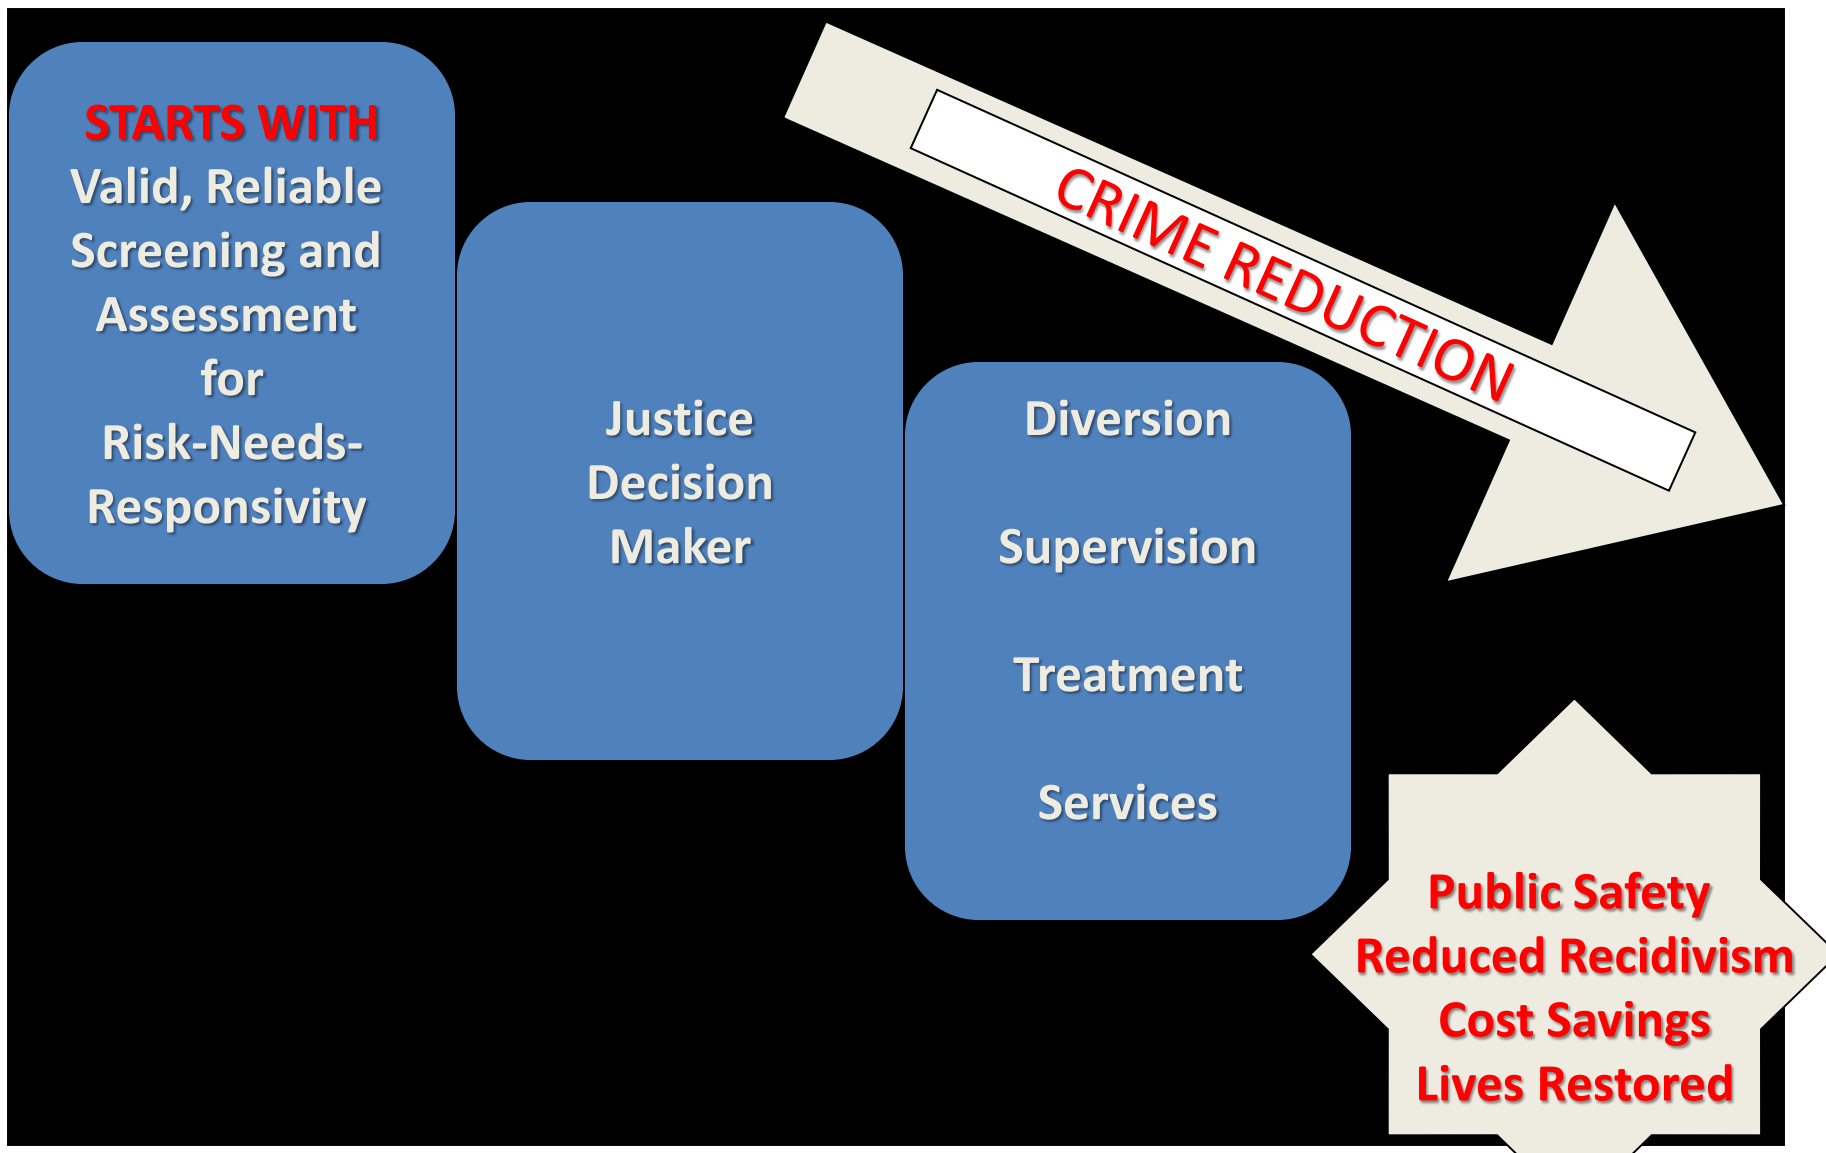 STARTS WITH
Valid, Reliable
Screening and
Assessment
for
Risk-Needs-
Responsivity
Justice
Decision
Maker
Diversion
Supervision
Treatment
Services
CRIME REDUCTION
Public Safety
Reduced Recidivism
Cost Savings
Lives Restored